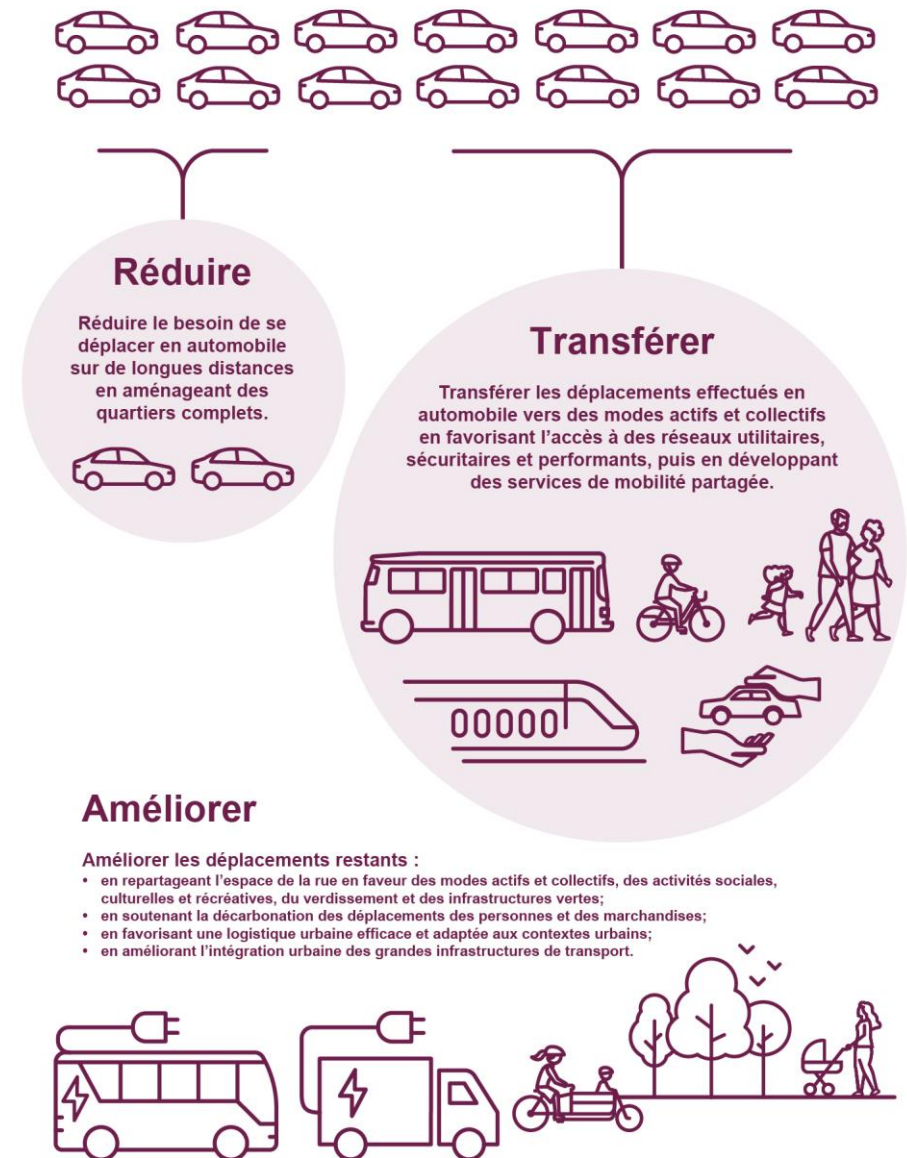 Réduire
Réduire le besoin de se
déplacer en automobile
sur de longues distances
en aménageant des
quartiers complets.
Transférer
Transférer les déplacements effectués en
automobile vers des modes actifs et collectifs
en favorisant l'accès à des réseaux utilitaires,
sécuritaires et performants, puis en développant
des services de mobilité partagée.
Améliorer
Améliorer les déplacements restants :
• en repartageant l'espace de la rue en faveur des modes actifs et collectifs, des activités sociales,
culturelles et récréatives, du verdissement et des infrastructures vertes;
• en soutenant la décarbonation des déplacements des personnes et des marchandises;
• en favorisant une logistique urbaine efficace et adaptée aux contextes urbains;
• en améliorant l'intégration urbaine des grandes infrastructures de transport.